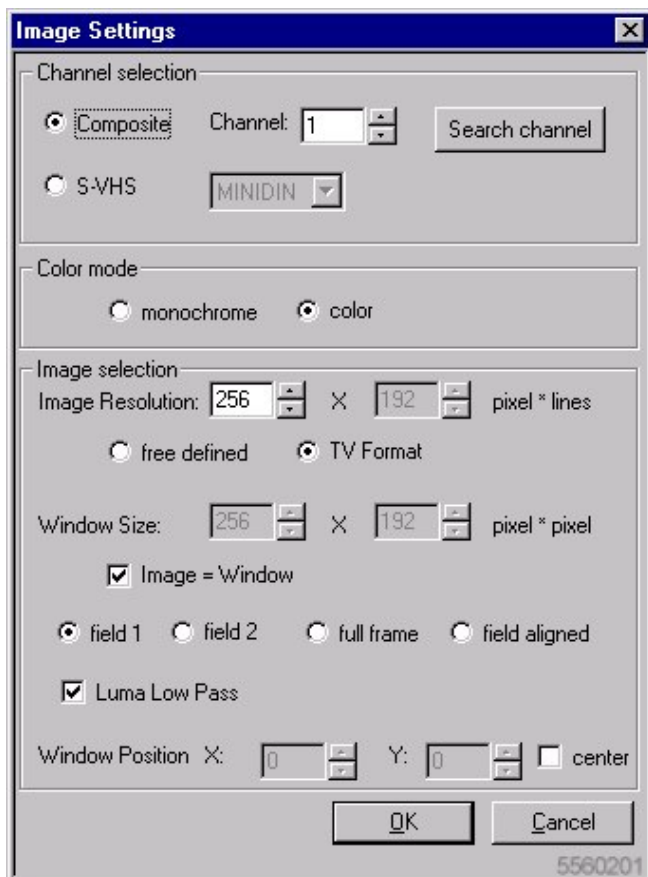 Image Settings
Channel selection
Composite Channel: 1 Search channel
S-VHS MINIDIN
Color mode
monochrome color
Image selection
Image Resolution: 256 X 192 pixel * lines
free defined TV Format
Window Size: 256 X 192 pixel * pixel
Image = Window
field 1 field 2 full frame field aligned
Luma Low Pass
Window Position X: 0 Y: 0 center
OK Cancel
5560201